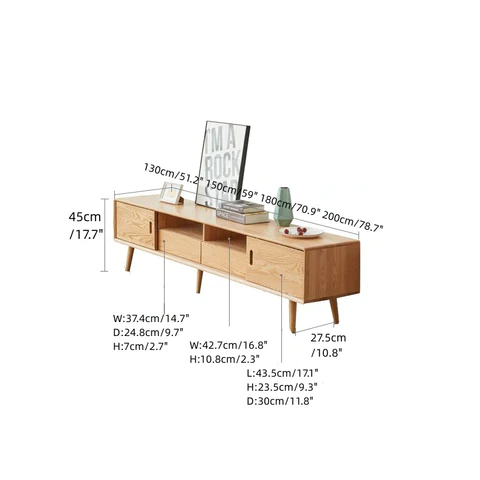 I'M A
ROCK
STAR
130cm/51.2" 150cm/59" 180cm/70.9" 200cm/78.7"
45cm
/17.7"
W:37.4cm/14.7"
D:24.8cm/9.7"
H:7cm/2.7"
W:42.7cm/16.8"
H:10.8cm/2.3"
27.5cm
/10.8"
L:43.5cm/17.1"
H:23.5cm/9.3"
D:30cm/11.8"